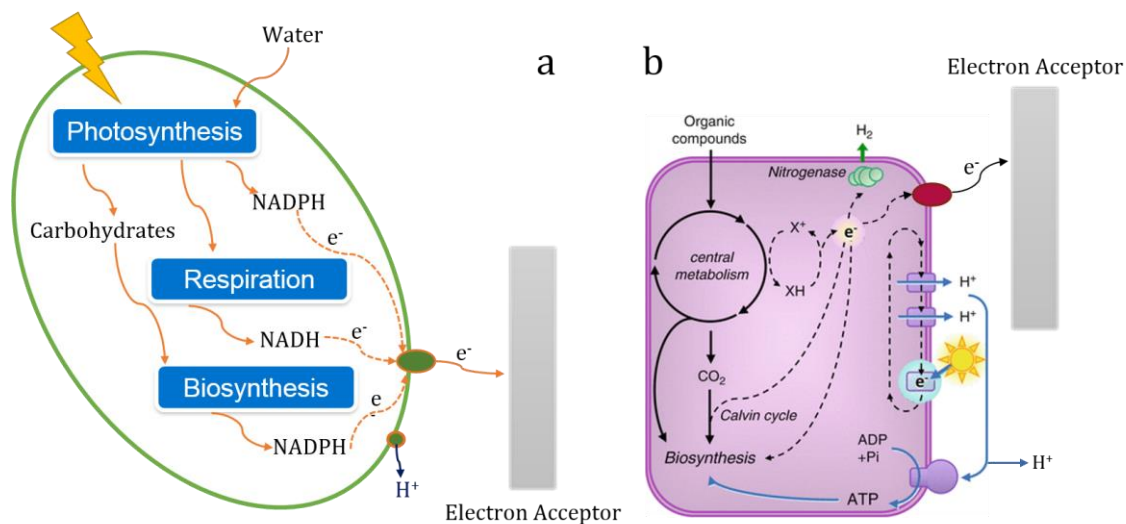 a
Water
Photosynthesis
NADPH
e-
Carbohydrates
Respiration
NADH
e-
e-
Biosynthesis
e-
NADPH
H+
Electron Acceptor
b
Electron Acceptor
Organic
compounds
H₂
Nitrogenase
e-
X+
e-
central
metabolism
XH
H+
H+
CO₂
e-
Calvin cycle
Biosynthesis
ADP
+Pi
ATP
H+